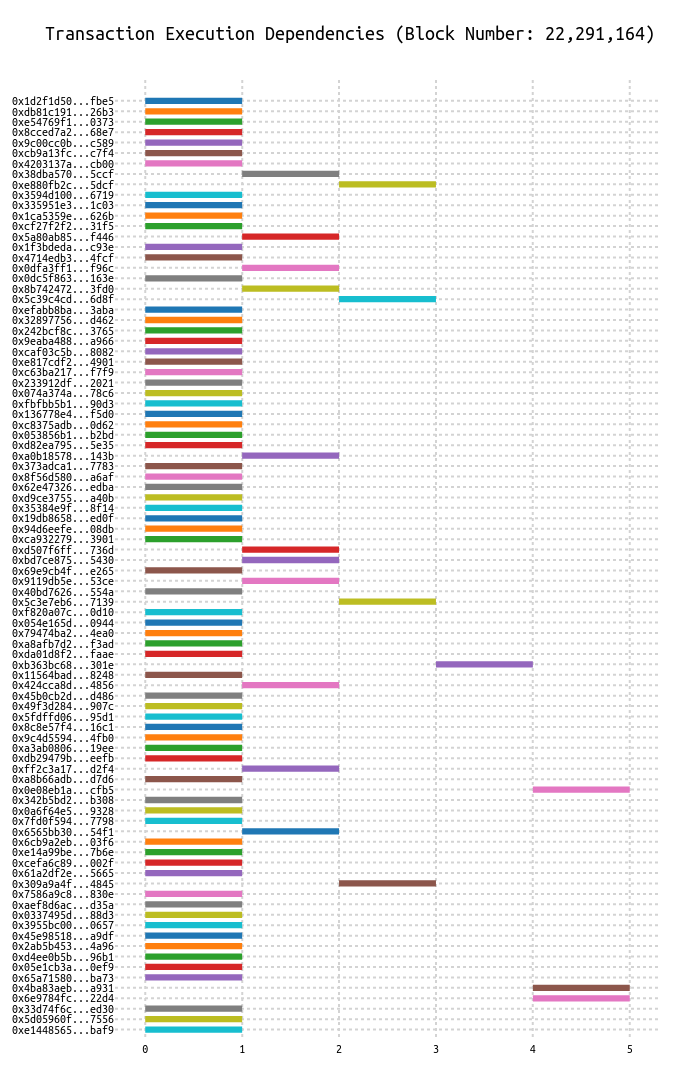 Transaction Execution Dependencies (Block Number: 22,291,164)
0x1d2f1d50...fbe5
0xdb81c191...26b3
0xe54769f1...0373
0x8cced7a2...68e7
0x9c00cc0b...c589
0xcb9a13fc...c7f4
0x4203137a...cb00
0x38dba570...5ccf
0xe880fb2c...5dcf
0x3594d100...6719
0x335951e3...1c03
0x1ca5359e...626b
0xcf27f2f2...31f5
0x5a80ab85...f446
0x1f3bdeda...c93e
0x4714edb3...4fcf
0x0dfa3ff1...f96c
0x0dc5f863...163e
0x8b742472...3fd0
0x5c39c4cd...6d8f
0xefabb8ba...3aba
0x32897756...d462
0x242bcf8c...3765
0x9eaba488...a966
0xcaf03c5b...8082
0xe817cdf2...4901
0xc63ba217...f7f9
0x233912df...2021
0x074a374a...78c6
0xfbfbb5b1...90d3
0x136778e4...f5d0
0xc8375adb...0d62
0x053856b1...b2bd
0xd82ea795...5e35
0xa0b18578...143b
0x373adca1...7783
0x8f56d580...a6af
0x62e47326...edba
0xd9ce3755...a40b
0x35384e9f...8f14
0x19db8658...ed0f
0x94d6eefe...08db
0xca932279...3901
0xd507f6ff...736d
0xbd7ce875...5430
0x69e9cb4f...e265
0x9119db5e...53ce
0x40bd7626...554a
0x5c3e7eb6...7139
0xf820a07c...0d10
0x054e165d...0944
0x79474ba2...4ea0
0xa8afb7d2...f3ad
0xda01d8f2...faae
0xb363bc68...301e
0x11564bad...8248
0x424cca8d...4856
0x45b0cb2d...d486
0x49f3d284...907c
0x5fdffd06...95d1
0x8c8e57f4...16c1
0x9c4d5594...4fb0
0xa3ab0806...19ee
0xdb29479b...eefb
0xff2c3a17...d2f4
0xa8b66adb...d7d6
0x0e08eb1a...cfb5
0x342b5bd2...b308
0x0a6f64e5...9328
0x7fd0f594...7798
0x6565bb30...54f1
0x6cb9a2eb...03f6
0xe14a99be...7b6e
0xcefa6c89...002f
0x61a2df2e...5665
0x309a9a4f...4845
0x7586a9c8...830e
0xaef8d6ac...d35a
0x0337495d...88d3
0x3955bc00...0657
0x45e98518...a9df
0x2ab5b453...4a96
0xd4ee0b5b...96b1
0x05e1cb3a...0ef9
0x65a71580...ba73
0x4ba83aeb...a931
0x6e9784fc...22d4
0x33d74f6c...ed30
0x5d05960f...7556
0xe1448565...baf9
0 1 2 3 4 5